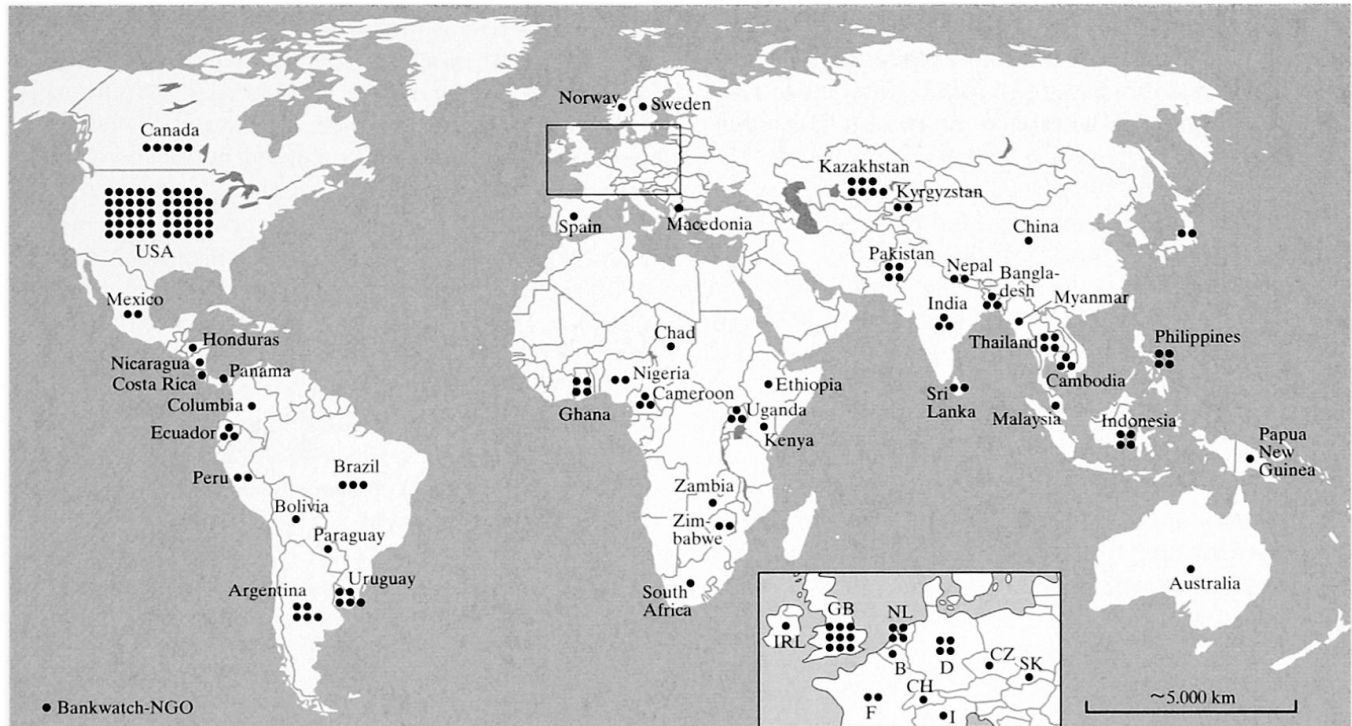 Norway
Sweden
Canada
Kazakhstan
Kyrgyzstan
USA
Spain
Macedonia
China
Pakistan
Nepal
Bangla-
desh
Mexico
India
Myanmar
Honduras
Chad
Thailand
Philippines
Nicaragua
Costa Rica
Panama
Nigeria
Ethiopia
Cambodia
Columbia
Ghana
Cameroon
Uganda
Sri
Lanka
Malaysia
Indonesia
Ecuador
Kenya
Papua
New
Guinea
Peru
Brazil
Zambia
Bolivia
Zim-
babwe
Paraguay
Argentina
Uruguay
South
Africa
Australia
GB
NL
IRL
B
D
CZ
SK
CH
F
I
~5.000 km
Bankwatch-NGO